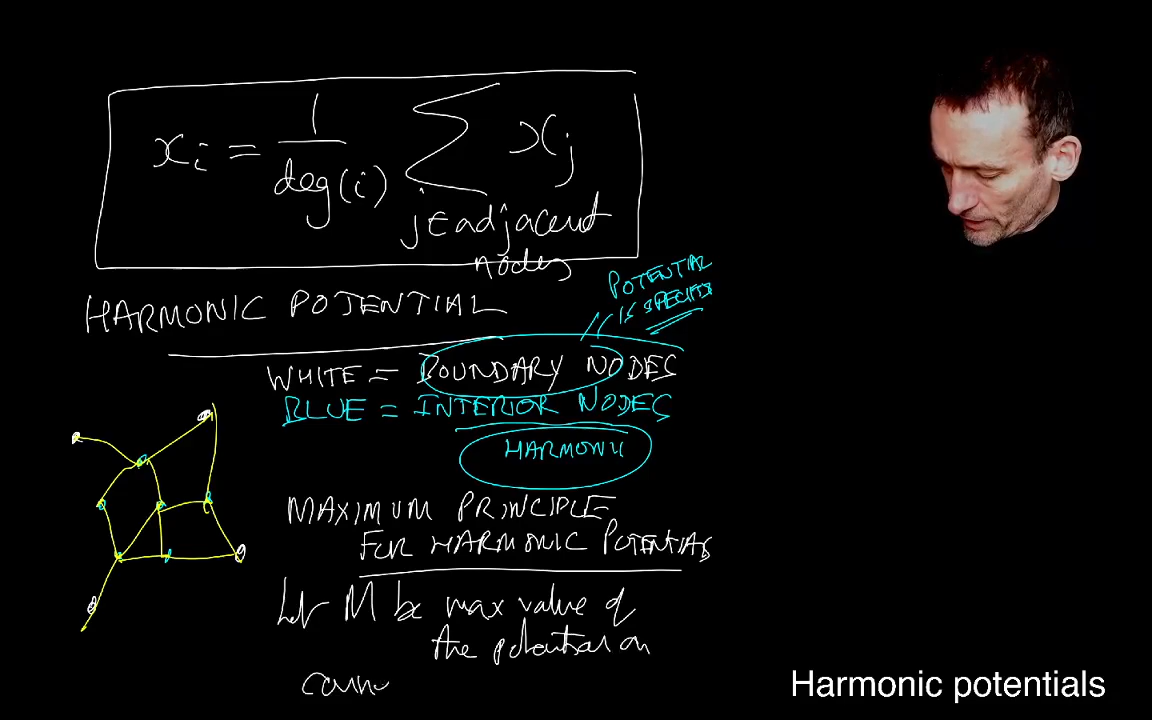 xi = 1/deg(i) Σ xj
j∈adjacent
nodes
HARMONIC POTENTIAL
POTENTIAL
IS
WHITE = BOUNDARY NODES
BLUE = INTERIOR NODES
HARMONIC
MAXIMUM PRINCIPLE
FOR HARMONIC POTENTIALS
Let M be max value of
the potential on
Harmonic potentials